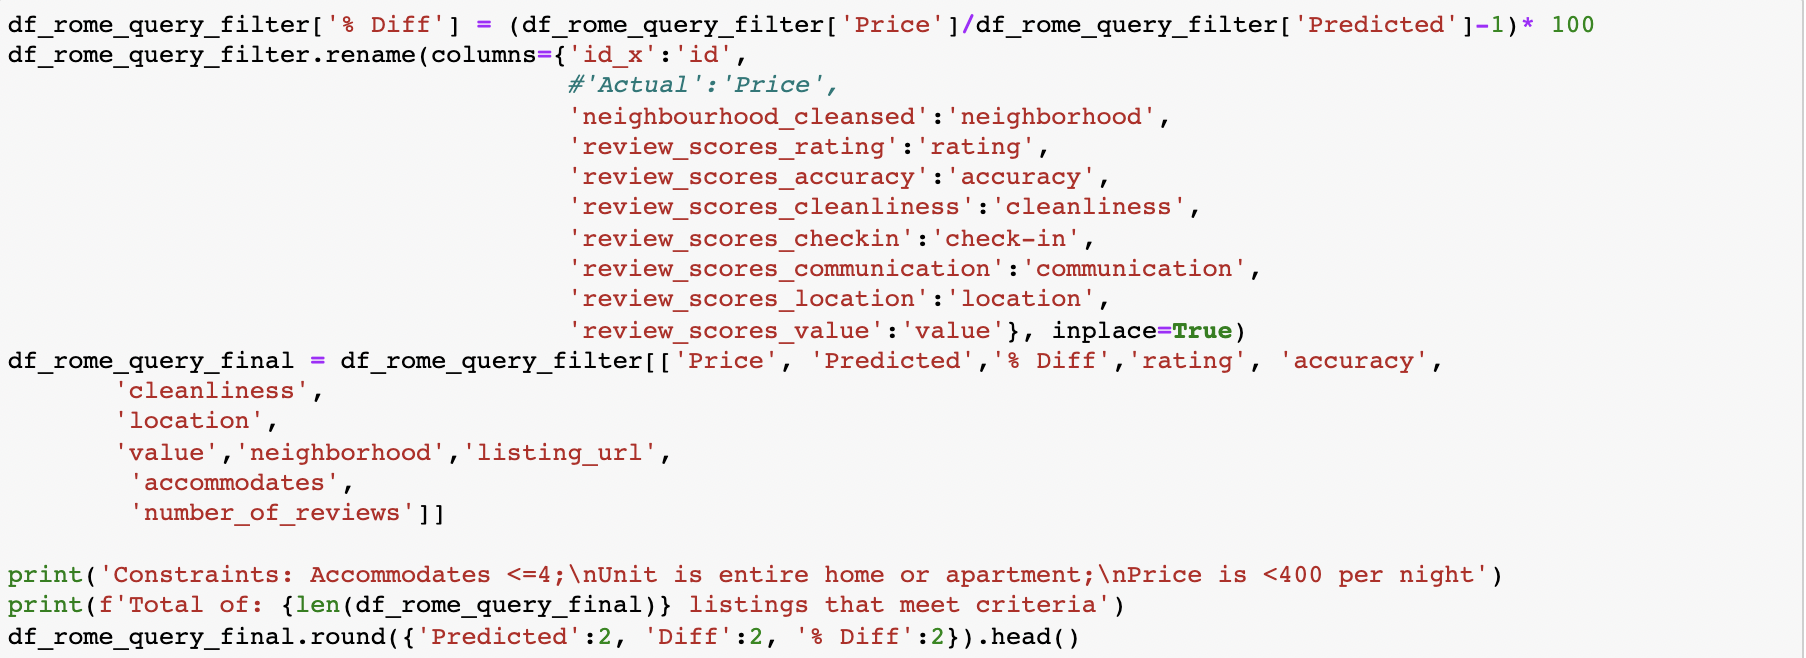 df_rome_query_filter['% Diff'] = (df_rome_query_filter['Price']/df_rome_query_filter['Predicted']-1)* 100
df_rome_query_filter.rename(columns={'id_x':'id',
#'Actual':'Price',
'neighbourhood_cleansed':'neighborhood',
'review_scores_rating':'rating',
'review_scores_accuracy':'accuracy',
'review_scores_cleanliness':'cleanliness',
'review_scores_checkin':'check-in',
'review_scores_communication':'communication',
'review_scores_location':'location',
'review_scores_value':'value'}, inplace=True)
df_rome_query_final = df_rome_query_filter[['Price', 'Predicted','% Diff','rating', 'accuracy',
'cleanliness',
'location',
'value','neighborhood','listing_url',
'accommodates',
'number_of_reviews']]
print('Constraints: Accommodates <=4;\nUnit is entire home or apartment;\nPrice is <400 per night')
print(f'Total of: {len(df_rome_query_final)} listings that meet criteria')
df_rome_query_final.round({'Predicted':2, 'Diff':2, '% Diff':2}).head()